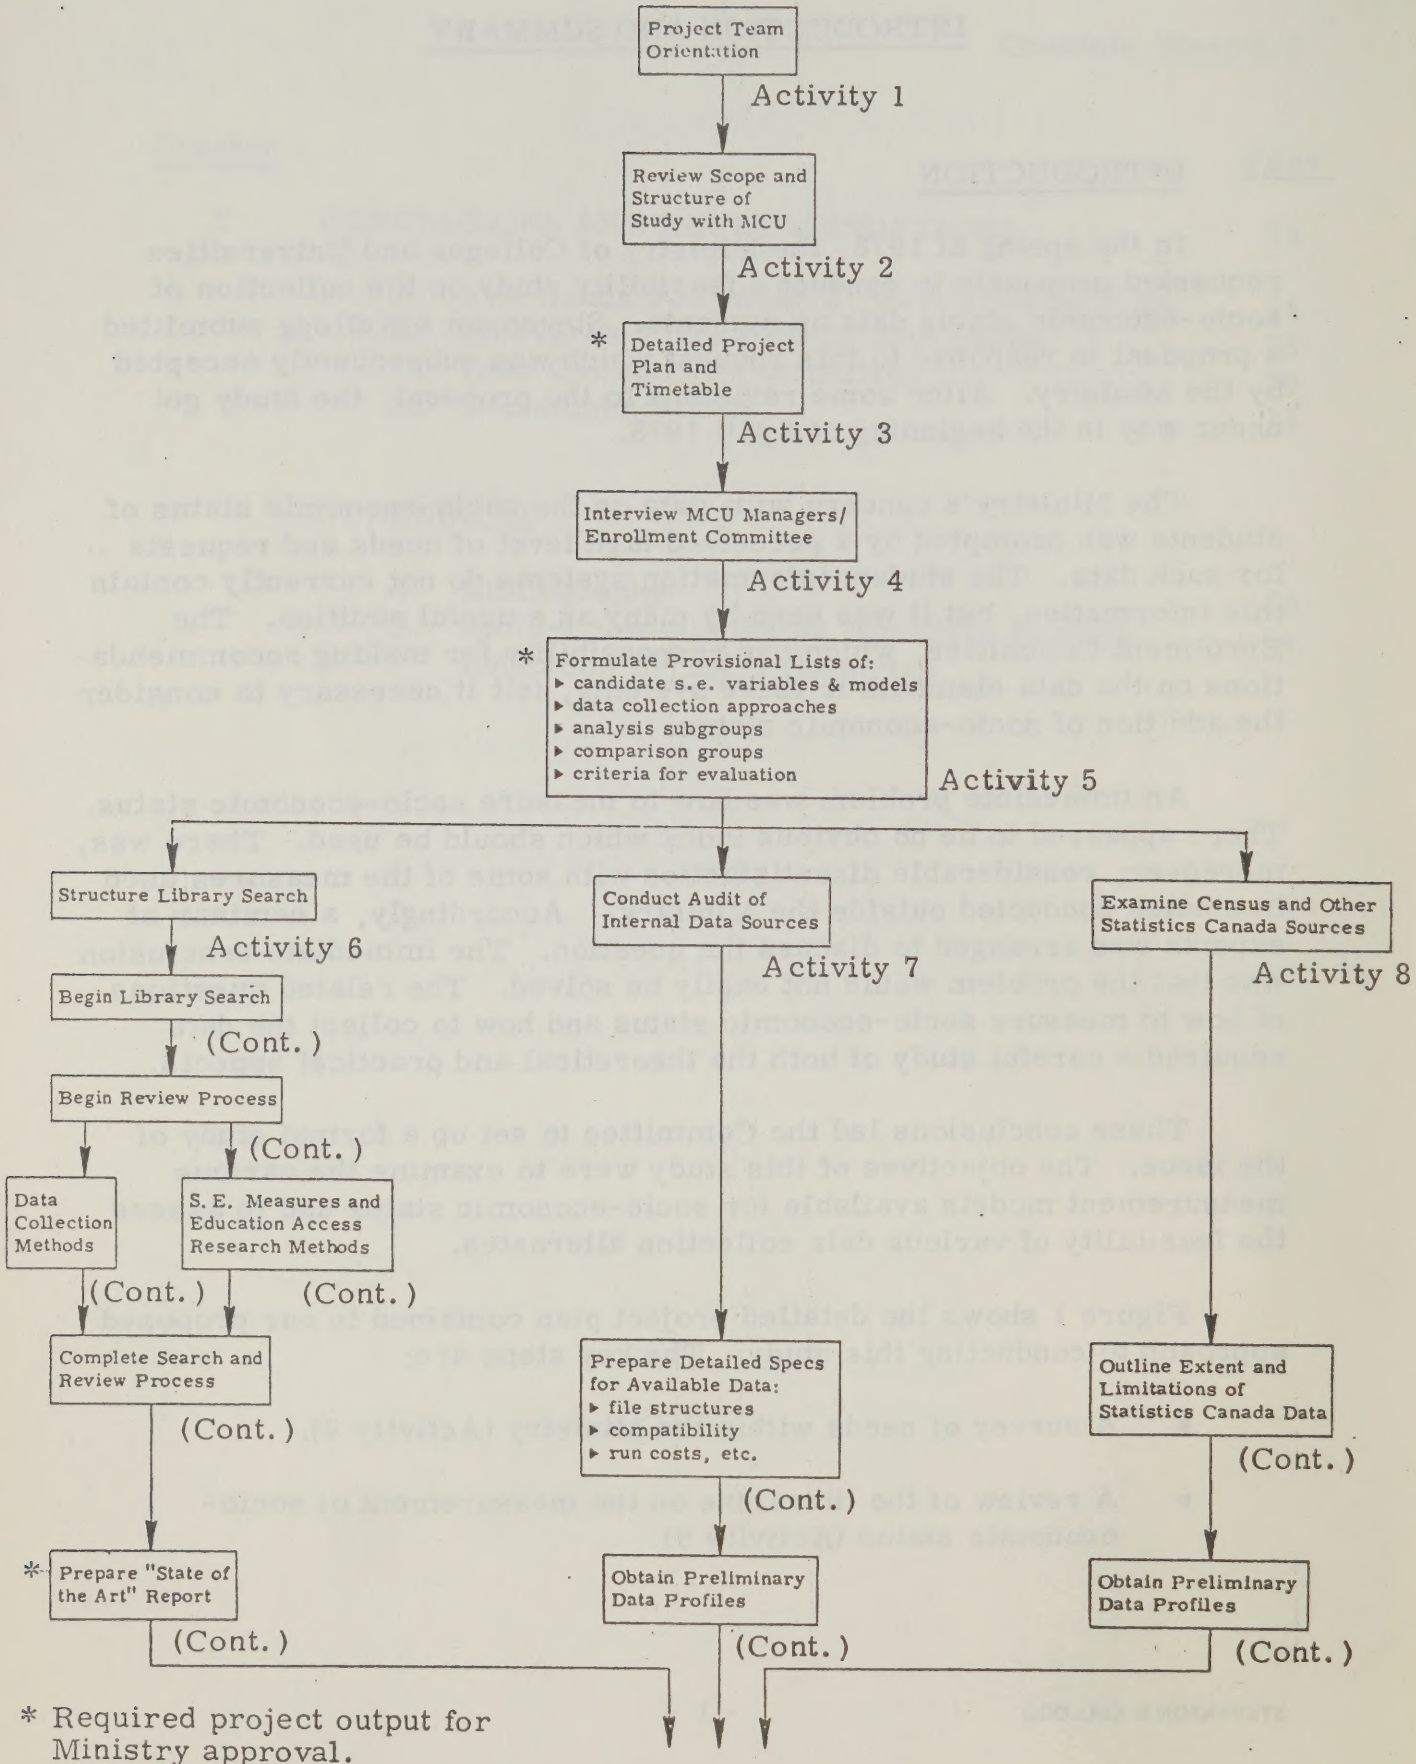 Project Team
Orientation
Activity 1
Review Scope and
Structure of
Study with MCU
Activity 2
* Detailed Project
Plan and
Timetable
Activity 3
Interview MCU Managers/
Enrollment Committee
Activity 4
* Formulate Provisional Lists of:
▸ candidate s.e. variables & models
▸ data collection approaches
▸ analysis subgroups
▸ comparison groups
▸ criteria for evaluation
Activity 5
Structure Library Search
Activity 6
Begin Library Search
(Cont.)
Begin Review Process
(Cont.)
Data
Collection
Methods
(Cont.)
S.E. Measures and
Education Access
Research Methods
(Cont.)
Complete Search and
Review Process
(Cont.)
* Prepare "State of
the Art" Report
(Cont.)
Conduct Audit of
Internal Data Sources
Activity 7
Prepare Detailed Specs
for Available Data:
▸ file structures
▸ compatibility
▸ run costs, etc.
(Cont.)
Obtain Preliminary
Data Profiles
(Cont.)
Examine Census and Other
Statistics Canada Sources
Activity 8
Outline Extent and
Limitations of
Statistics Canada Data
(Cont.)
Obtain Preliminary
Data Profiles
(Cont.)
* Required project output for
Ministry approval.